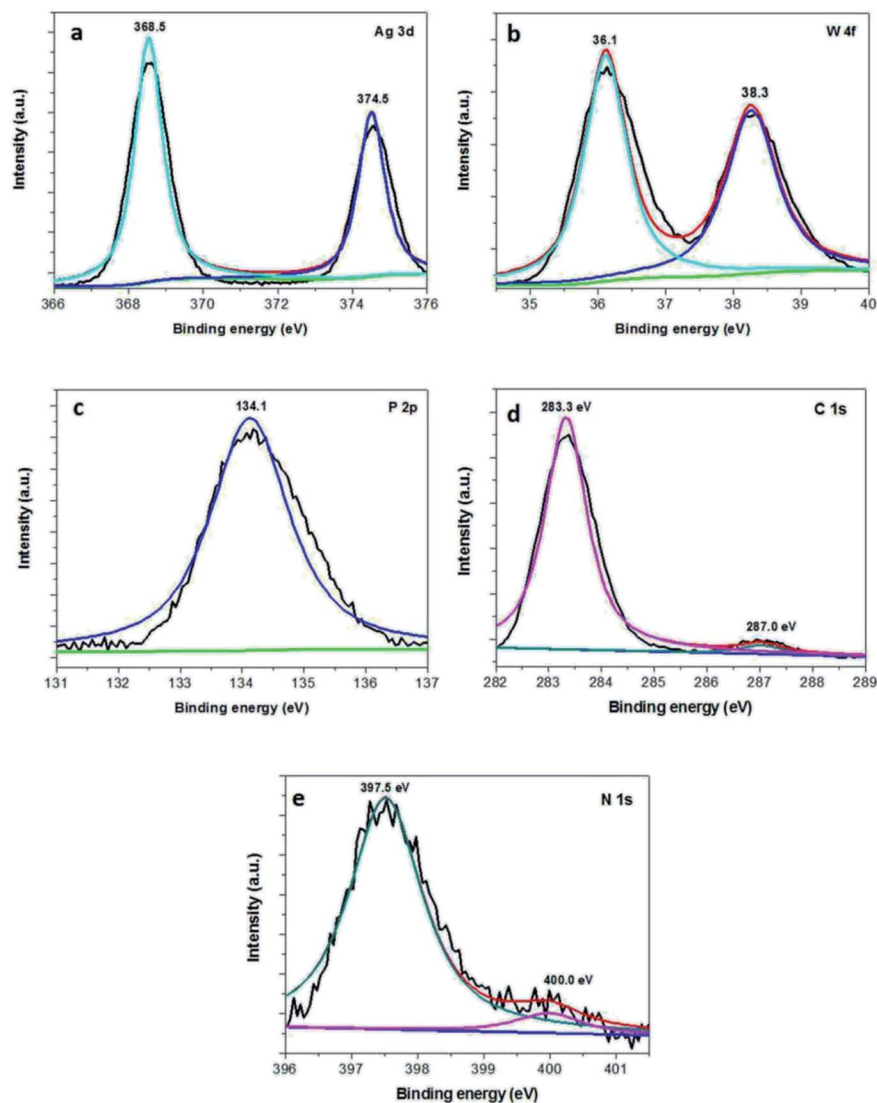 a
368.5
Ag 3d
374.5
Intensity (a.u.)
366 368 370 372 374 376
Binding energy (eV)
b
36.1
W 4f
38.3
Intensity (a.u.)
35 36 37 38 39 40
Binding energy (eV)
c
134.1
P 2p
Intensity (a.u.)
131 132 133 134 135 136 137
Binding energy (eV)
d
283.3 eV
C 1s
287.0 eV
Intensity (a.u.)
282 283 284 285 286 287 288 289
Binding energy (eV)
e
397.5 eV
N 1s
400.0 eV
Intensity (a.u.)
396 397 398 399 400 401
Binding energy (eV)